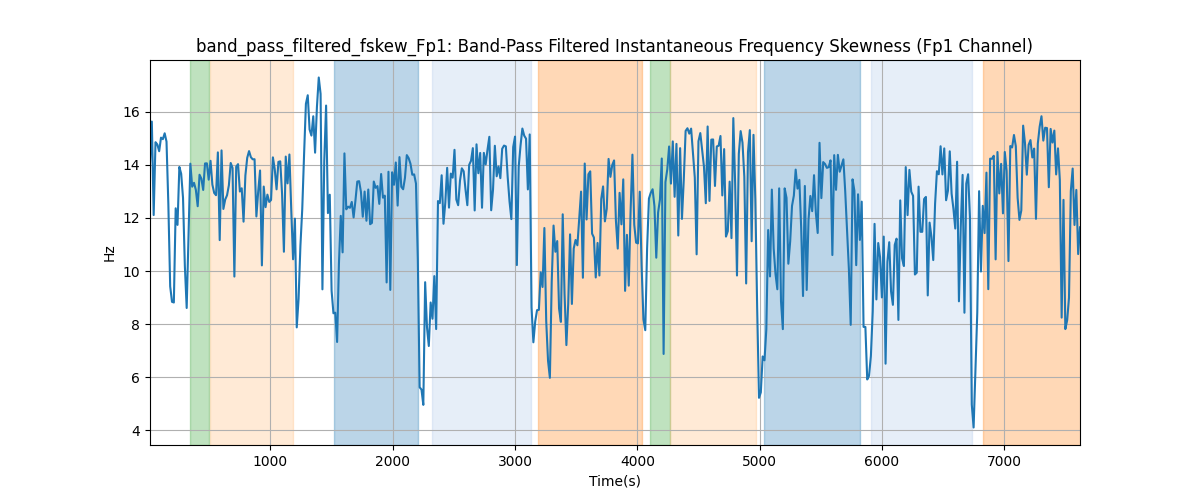 band_pass_filtered_fskew_Fp1: Band-Pass Filtered Instantaneous Frequency Skewness (Fp1 Channel)
16
14
12
10
8
6
4
Hz
1000 2000 3000 4000 5000 6000 7000
Time(s)